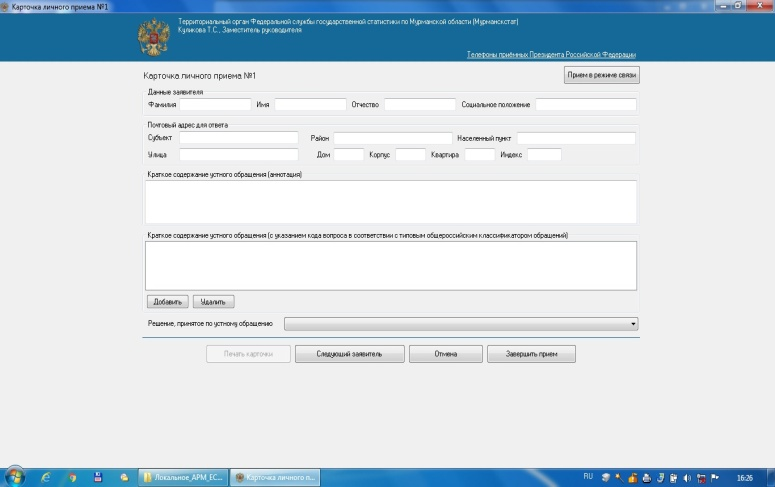 Карточка личного приема №1
Территориальный орган Федеральной службы государственной статистики по Мурманской области (Мурманскстат)
Куликова Т.С., Заместитель руководителя
Телефоны приёмных Президента Российской Федерации
Карточка личного приема №1
Прием в режиме связи
Данные заявителя
Фамилия Имя Отчество Социальное положение
Почтовый адрес для ответа
Субъект Район Населенный пункт
Улица Дом Корпус Квартира Индекс
Краткое содержание устного обращения (аннотация)
Краткое содержание устного обращения (с указанием кода вопроса в соответствии с типовым общероссийским классификатором обращений)
Добавить Удалить
Решение, принятое по устному обращению
Печать карточки Следующий заявитель Отмена Завершить прием
Локальное_АРМ_ЕС... Карточка личного п... RU 16:26